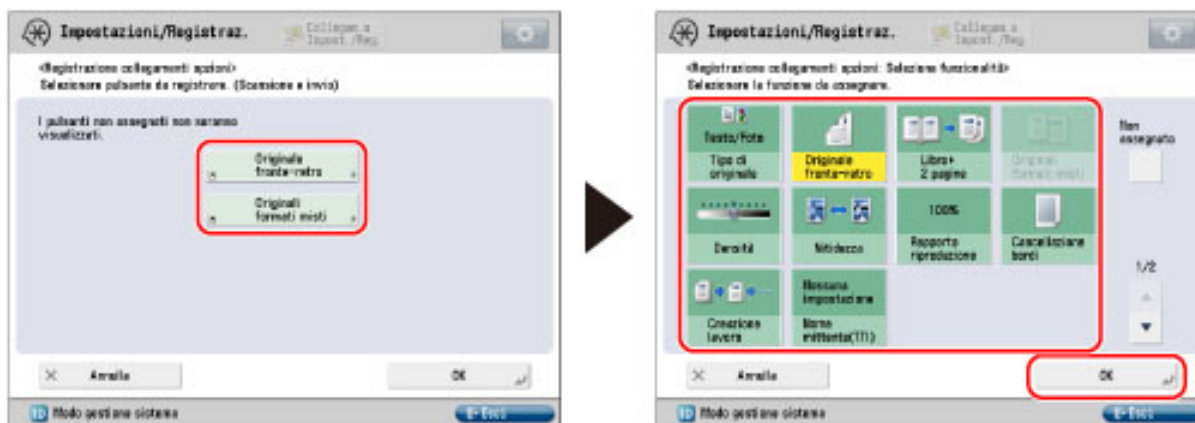 Impostazioni/Registraz.
Collegam.a
Impost./Reg.
<Registrazione collegamenti opzioni>
Selezionare pulsante da registrare. (Scansione e invio)
I pulsanti non assegnati non saranno
visualizzati.
Originale
fronte-retro
Originali
formati misti
Annulla
OK
Modo gestione sistema
Esci
Impostazioni/Registraz.
Collegam.a
Impost./Reg.
<Registrazione collegamenti opzioni: Selezione funzionalità>
Selezionare la funzione da assegnare.
Testo/Foto
Tipo di
originale
Originale
fronte-retro
Libro▸
2 pagine
Originali
formati misti
Non
assegnato
Densità
Nitidezza
100%
Rapporto
riproduzione
Cancellazione
bordi
1/2
Creazione
lavoro
Nessuna
impostazione
Nome
mittente(TTI)
Annulla
OK
Modo gestione sistema
Esci